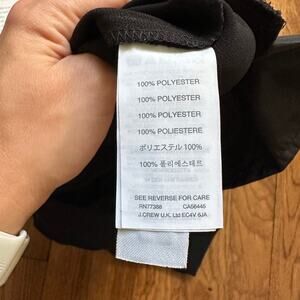 100% POLYESTER
100% POLYESTER
100% POLYESTER
100% POLIESTERE
ポリエステル 100%
100% 폴리에스테르
SEE REVERSE FOR CARE
RN77388 CA56445
J.CREW U.K. Ltd EC4V 6JA